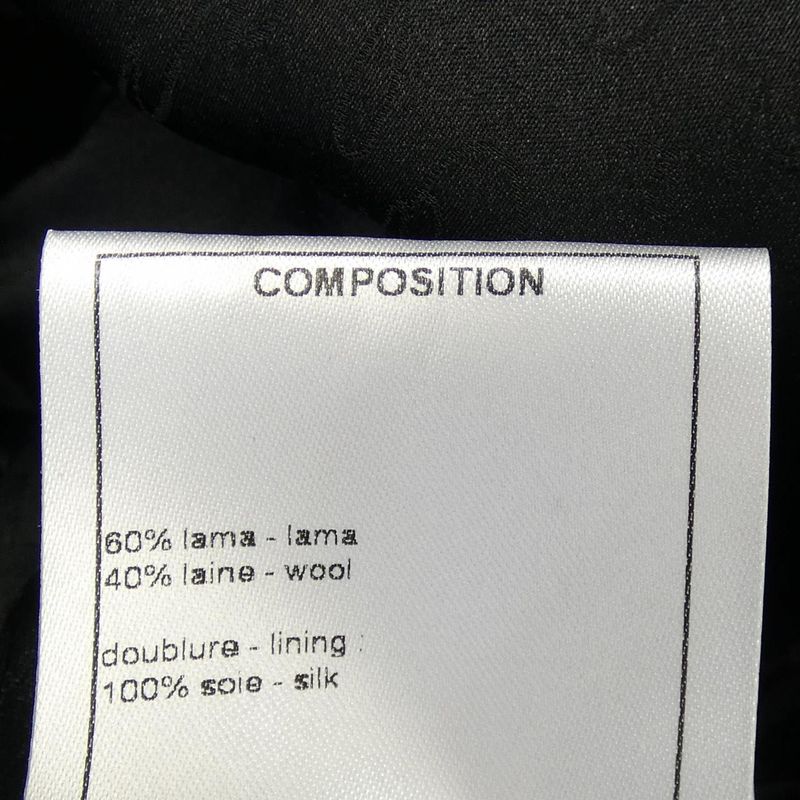 COMPOSITION
60% lama - lama
40% laine - wool
doublure - lining :
100% soie - silk